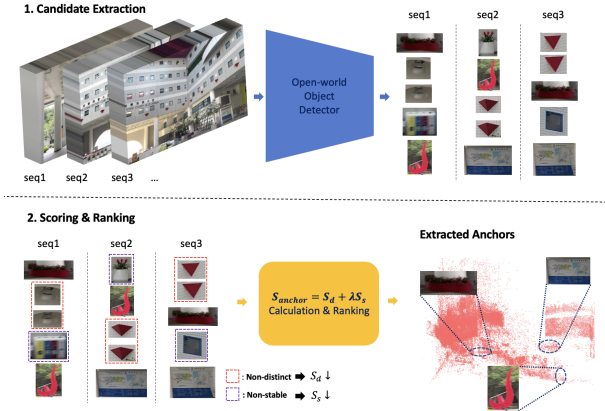 1. Candidate Extraction
seq1 seq2 seq3
Open-world
Object
Detector
seq1 seq2 seq3 ...
2. Scoring & Ranking
seq1 seq2 seq3
Extracted Anchors
S_anchor = S_d + λS_s
Calculation & Ranking
: Non-distinct ➡ S_d ↓
: Non-stable ➡ S_s ↓